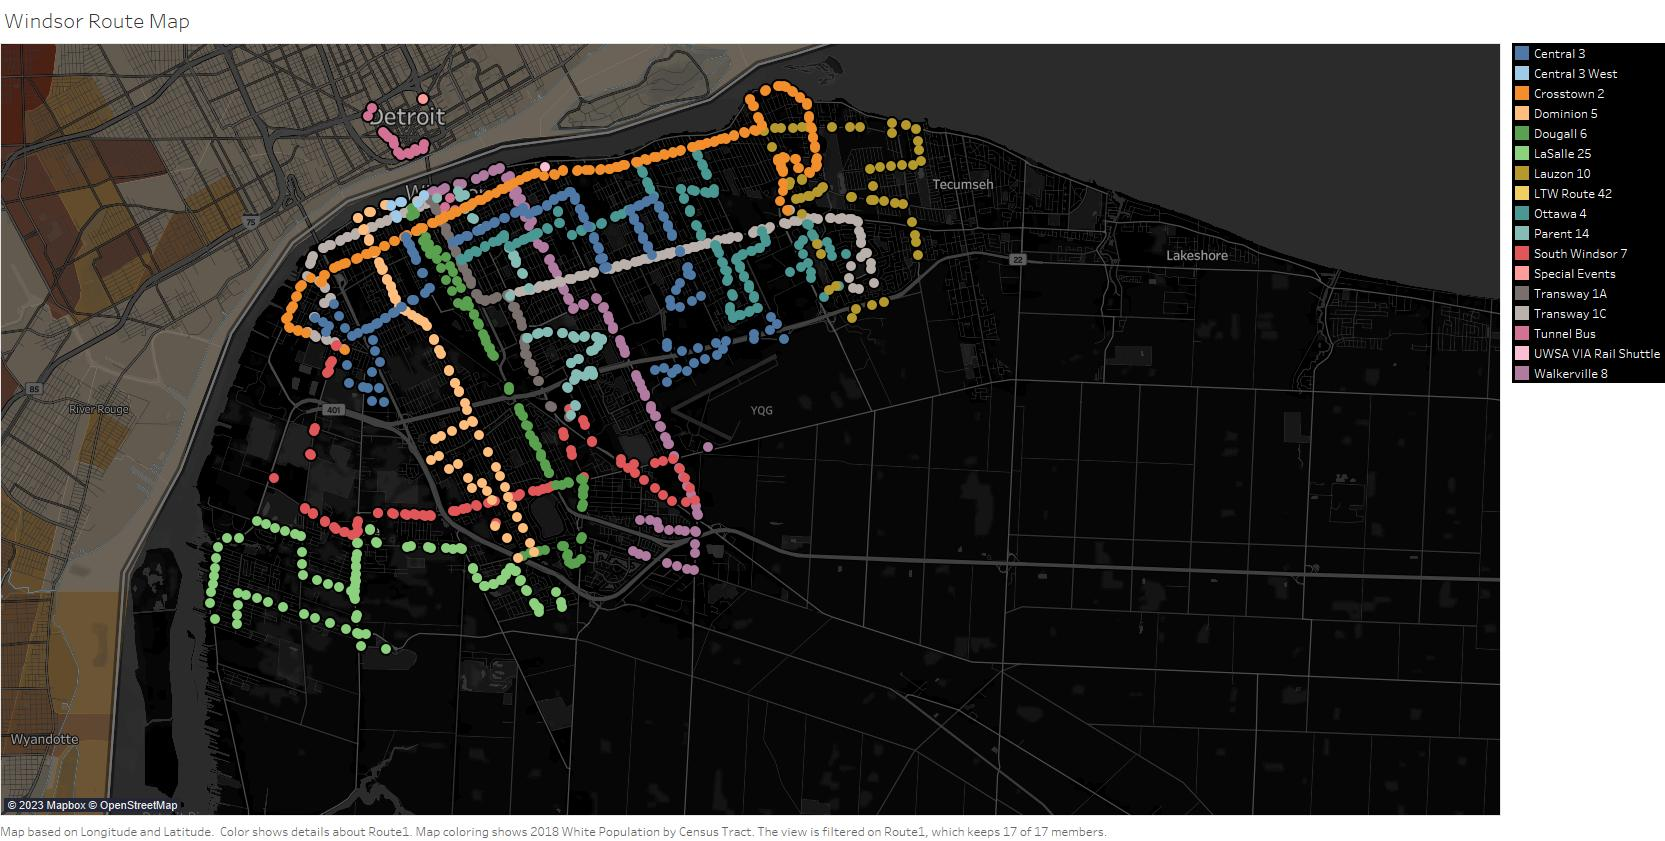 Windsor Route Map
Detroit
75
85
River Rouge
401
Tecumseh
22
Lakeshore
YQG
Wyandotte
© 2023 Mapbox © OpenStreetMap
Central 3
Central 3 West
Crosstown 2
Dominion 5
Dougall 6
LaSalle 25
Lauzon 10
LTW Route 42
Ottawa 4
Parent 14
South Windsor 7
Special Events
Transway 1A
Transway 1C
Tunnel Bus
UWSA VIA Rail Shuttle
Walkerville 8
Map based on Longitude and Latitude. Color shows details about Route1. Map coloring shows 2018 White Population by Census Tract. The view is filtered on Route1, which keeps 17 of 17 members.